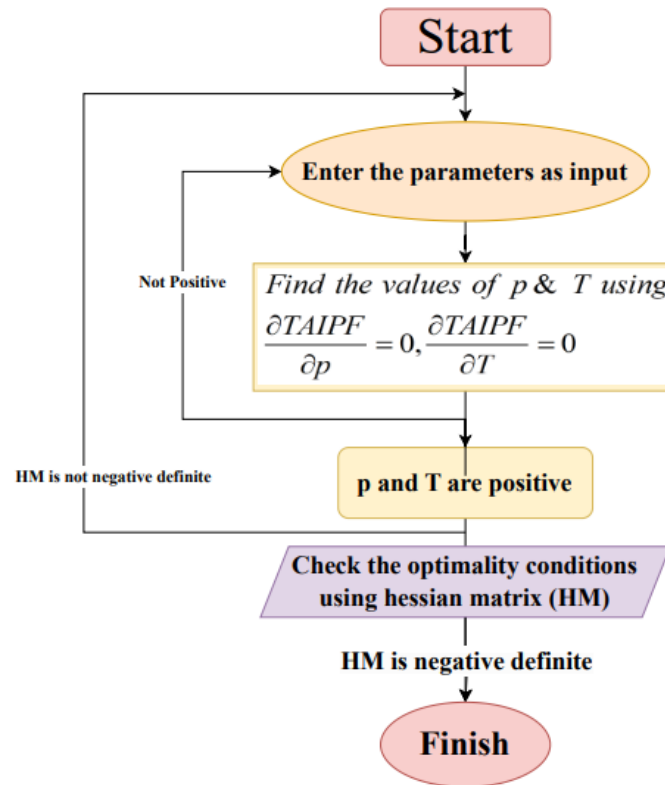 Start
Enter the parameters as input
Not Positive
Find the values of p & T using
∂TAIPF/∂p = 0, ∂TAIPF/∂T = 0
HM is not negative definite
p and T are positive
Check the optimality conditions
using hessian matrix (HM)
HM is negative definite
Finish